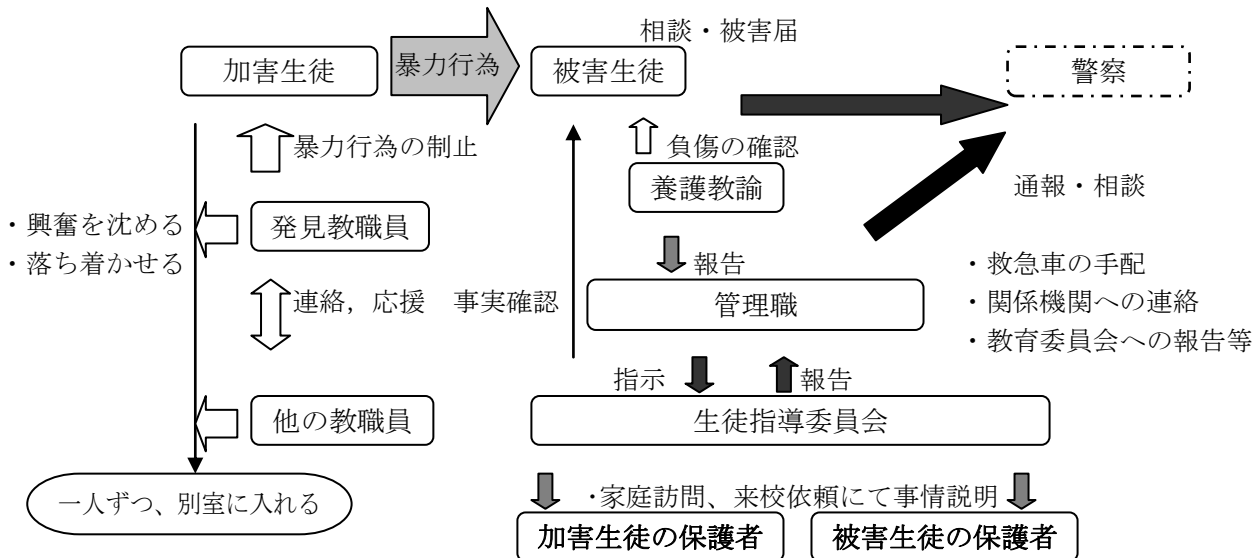 相談・被害届
加害生徒
暴力行為
被害生徒
警察
暴力行為の制止
負傷の確認
養護教諭
通報・相談
・興奮を沈める
・落ち着かせる
発見教職員
報告
・救急車の手配
・関係機関への連絡
・教育委員会への報告等
連絡，応援
事実確認
管理職
指示
報告
他の教職員
生徒指導委員会
一人ずつ、別室に入れる
・家庭訪問、来校依頼にて事情説明
加害生徒の保護者
被害生徒の保護者